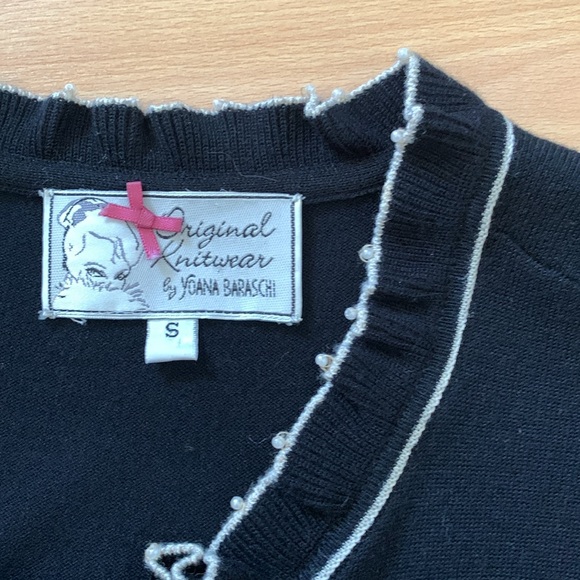 Original
Knitwear
by YOANA BARASCHI
S